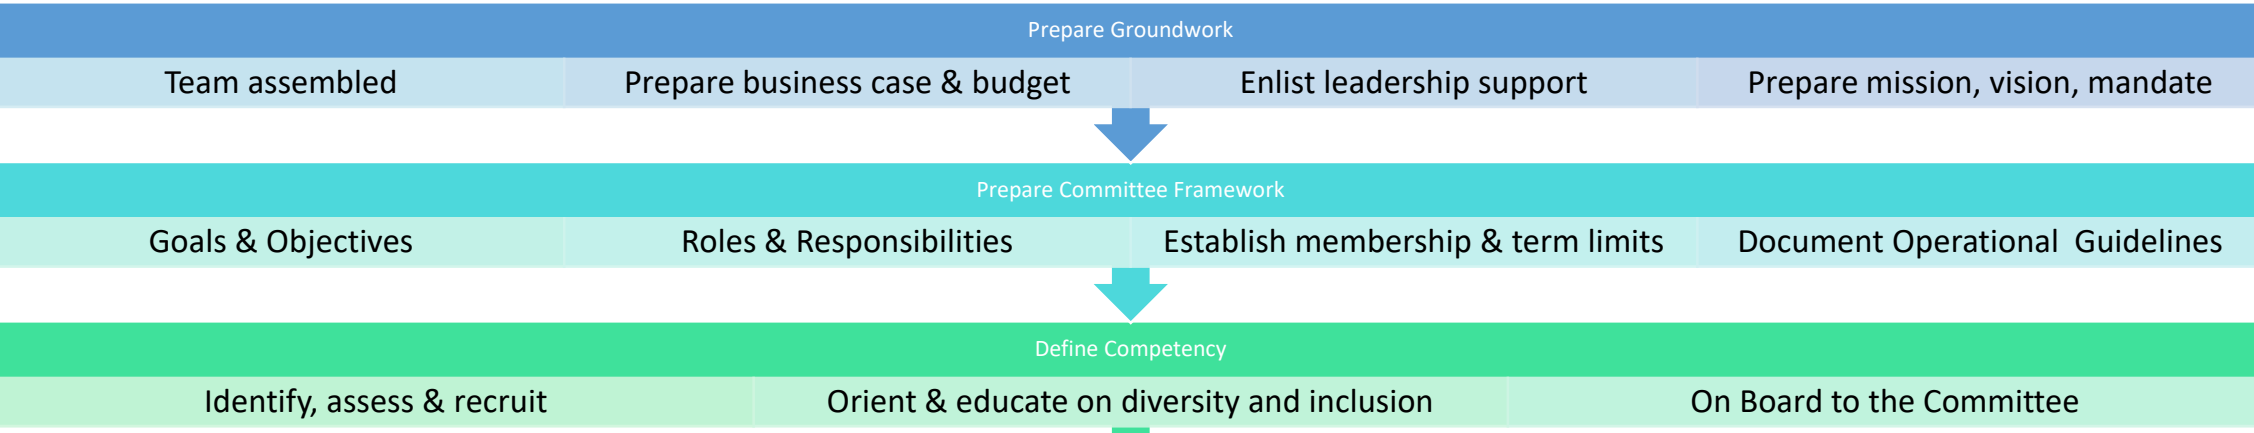 Prepare Groundwork
Team assembled
Prepare business case & budget
Enlist leadership support
Prepare mission, vision, mandate
Prepare Committee Framework
Goals & Objectives
Roles & Responsibilities
Establish membership & term limits
Document Operational  Guidelines
Define Competency
Identify, assess & recruit
Orient & educate on diversity and inclusion
On Board to the Committee